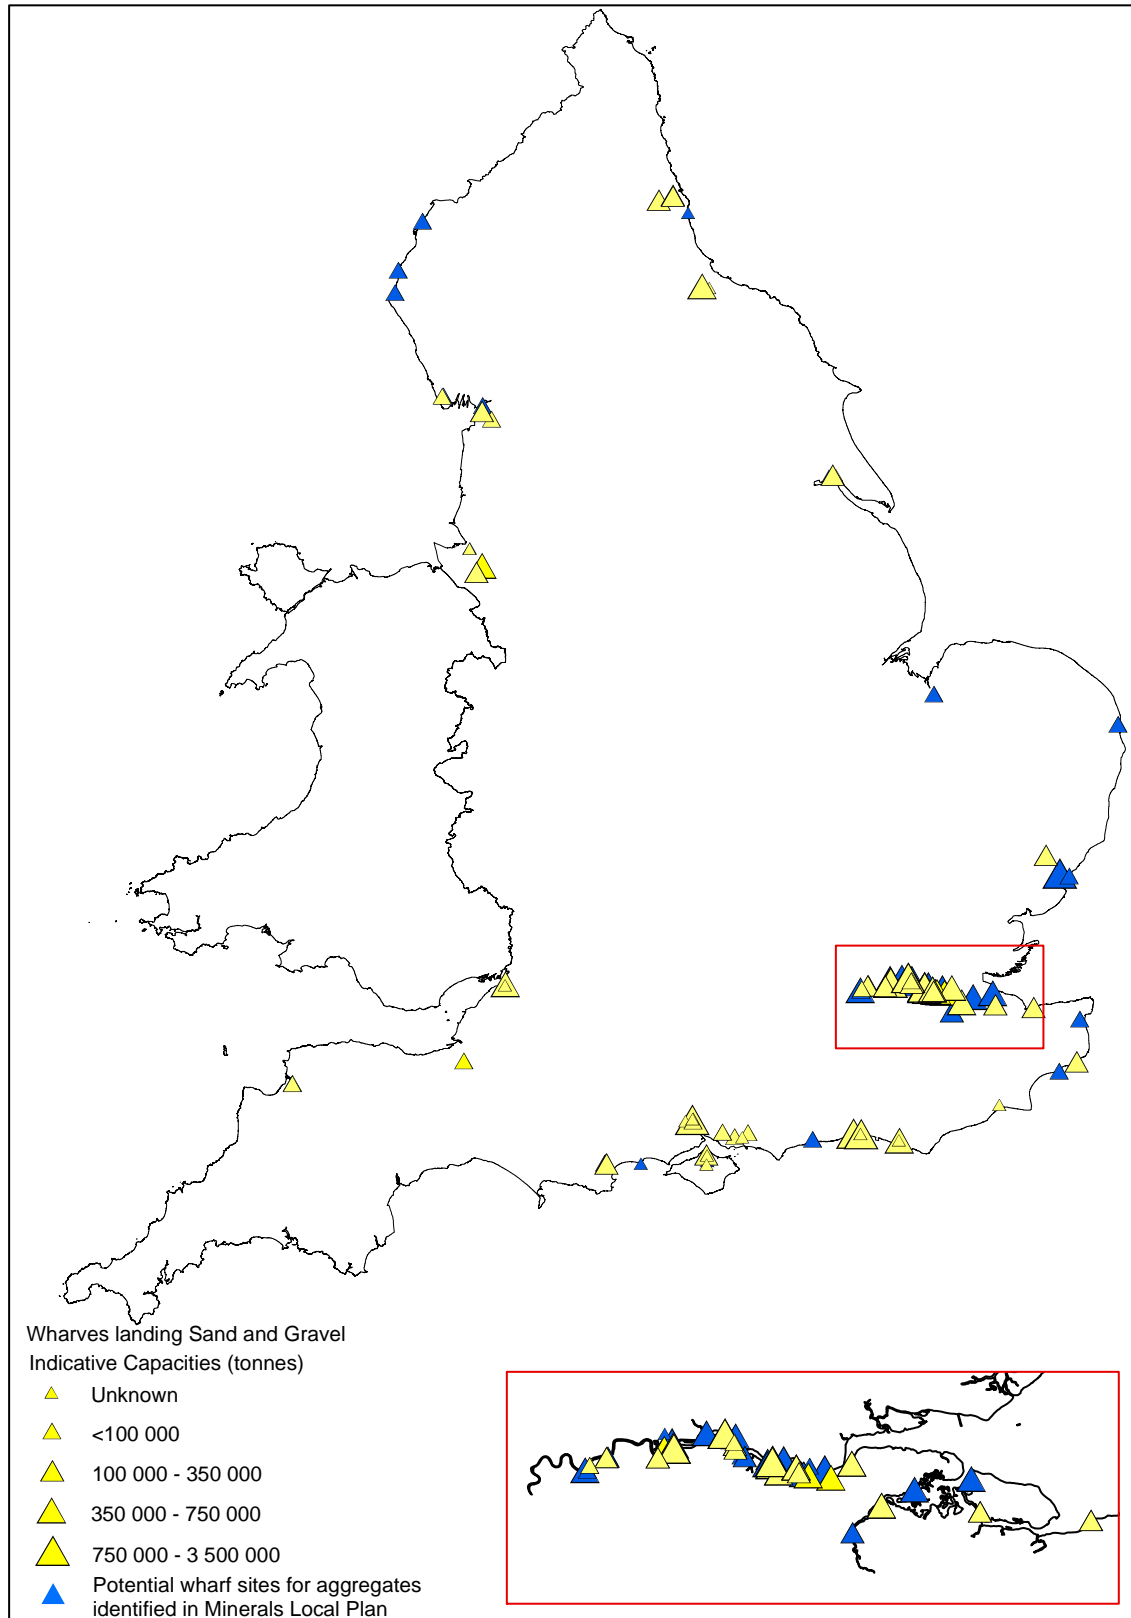 Wharves landing Sand and Gravel
Indicative Capacities (tonnes)
Unknown
<100 000
100 000 - 350 000
350 000 - 750 000
750 000 - 3 500 000
Potential wharf sites for aggregates
identified in Minerals Local Plan